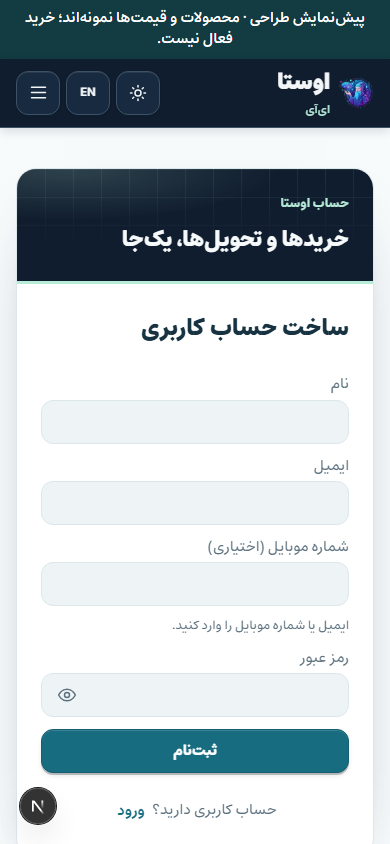 پیش‌نمایش طراحی · محصولات و قیمت‌ها نمونه‌اند؛ خرید
فعال نیست.
اوستا
ای‌آی
EN
حساب اوستا
خریدها و تحویل‌ها، یک‌جا
ساخت حساب کاربری
نام
ایمیل
شماره موبایل (اختیاری)
ایمیل یا شماره موبایل را وارد کنید.
رمز عبور
ثبت‌نام
حساب کاربری دارید؟ ورود
N